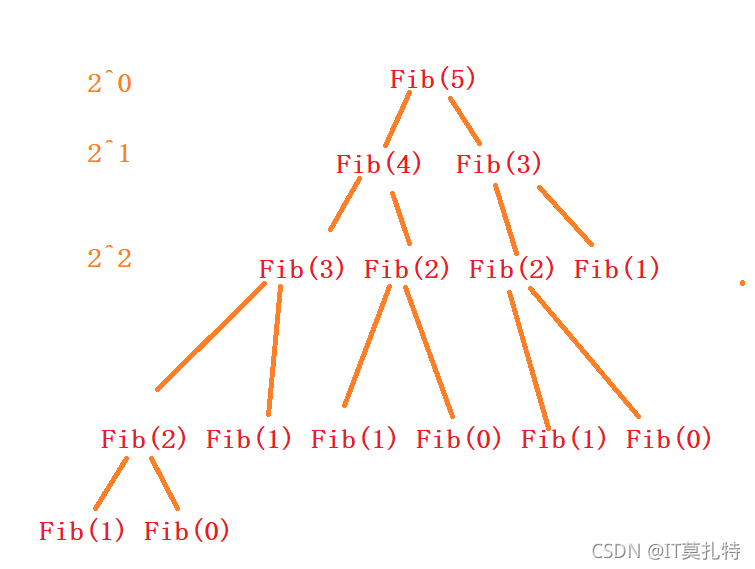 2^0 Fib(5)
2^1 Fib(4) Fib(3)
2^2 Fib(3) Fib(2) Fib(2) Fib(1)
Fib(2) Fib(1) Fib(1) Fib(0) Fib(1) Fib(0)
Fib(1) Fib(0)
CSDN @IT莫扎特